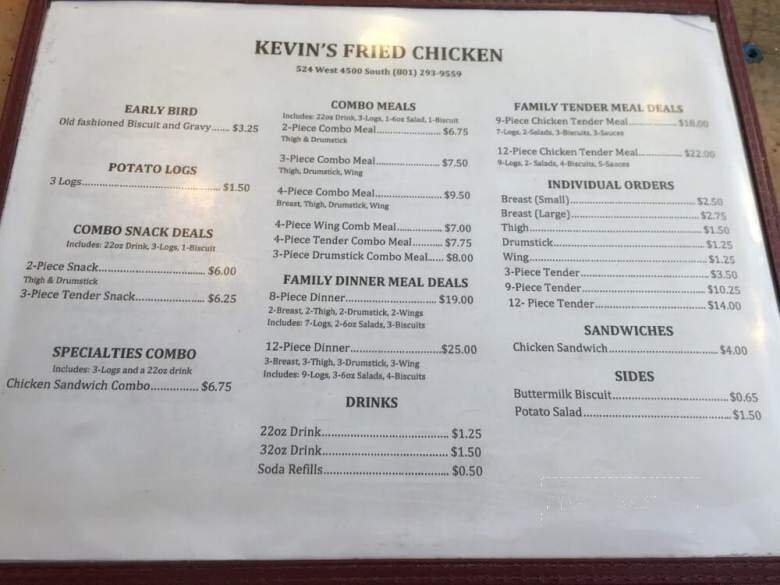 KEVIN'S FRIED CHICKEN
524 West 4500 South (801) 293-9559
EARLY BIRD
Old fashioned Biscuit and Gravy...... $3.25
POTATO LOGS
3 Logs.......................................... $1.50
COMBO SNACK DEALS
Includes: 22oz Drink, 3-Logs, 1-Biscuit
2-Piece Snack................................. $6.00
Thigh & Drumstick
3-Piece Tender Snack..................... $6.25
SPECIALTIES COMBO
Includes: 3-Logs and a 22oz drink
Chicken Sandwich Combo.............. $6.75
COMBO MEALS
Includes: 22oz Drink, 3-Logs, 1-6oz Salad, 1-Biscuit
2-Piece Combo Meal...................... $6.75
Thigh & Drumstick
3-Piece Combo Meal...................... $7.50
Thigh, Drumstick, Wing
4-Piece Combo Meal....................... $9.50
Breast, Thigh, Drumstick, Wing
4-Piece Wing Comb Meal............... $7.00
4-Piece Tender Combo Meal.......... $7.75
3-Piece Drumstick Combo Meal..... $8.00
FAMILY DINNER MEAL DEALS
8-Piece Dinner............................... $19.00
2-Breast, 2-Thigh, 2-Drumstick, 2-Wings
Includes: 7-Logs, 2-6oz Salads, 3-Biscuits
12-Piece Dinner.............................$25.00
3-Breast, 3-Thigh, 3-Drumstick, 3-Wing
Includes: 9-Logs, 3-6oz Salads, 4-Biscuits
DRINKS
22oz Drink........................................ $1.25
32oz Drink........................................ $1.50
Soda Refills........................................ $0.50
FAMILY TENDER MEAL DEALS
9-Piece Chicken Tender Meal.................... $18.00
7-Logs, 2-Salads, 3-Biscuits, 3-Sauces
12-Piece Chicken Tender Meal................... $22.00
9-Logs, 2- Salads, 4-Biscuits, 5-Sauces
INDIVIDUAL ORDERS
Breast (Small)........................................ $2.50
Breast (Large)........................................ $2.75
Thigh..................................................... $1.50
Drumstick............................................... $1.25
Wing....................................................... $1.25
3-Piece Tender........................................ $3.50
9-Piece Tender........................................ $10.25
12- Piece Tender..................................... $14.00
SANDWICHES
Chicken Sandwich.................................. $4.00
SIDES
Buttermilk Biscuit...................................$0.65
Potato Salad........................................... $1.50